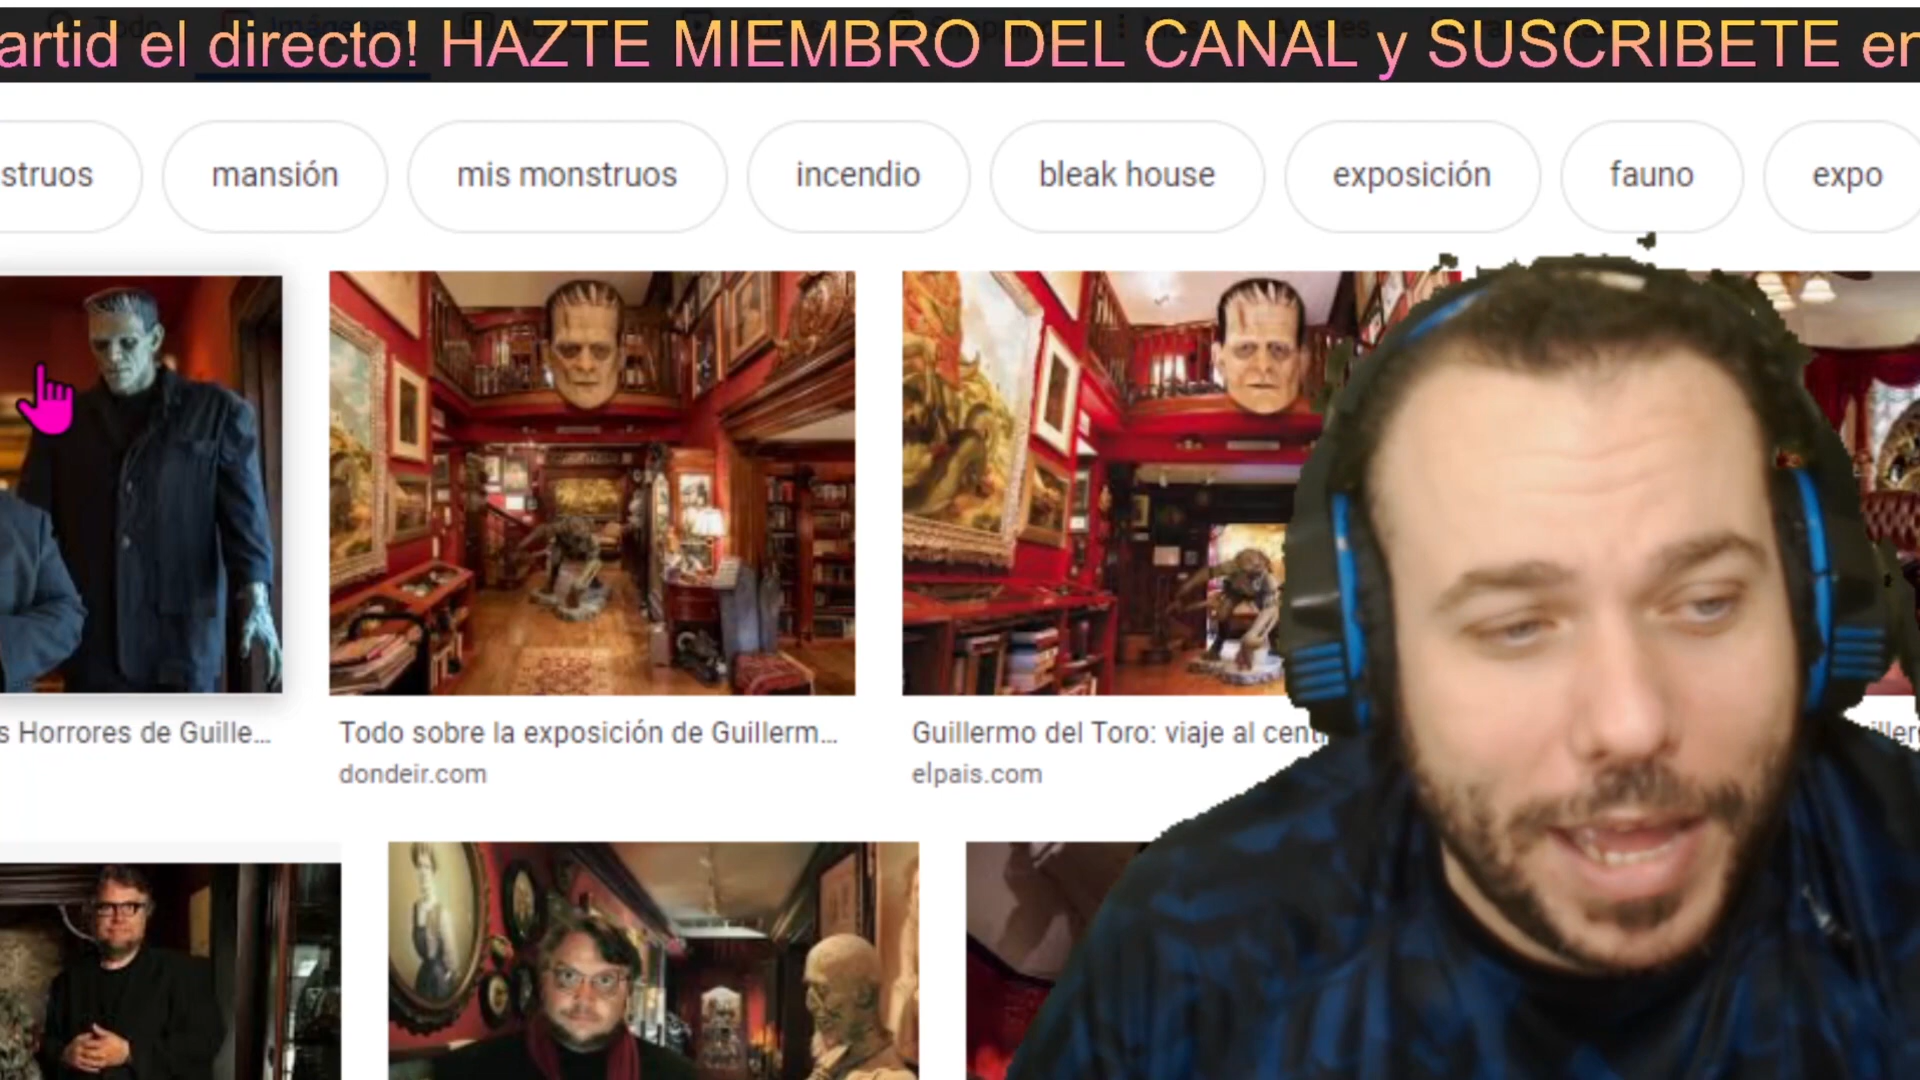 artid el directo! HAZTE MIEMBRO DEL CANAL y SUSCRIBETE en
struos
mansión
mis monstruos
incendio
bleak house
exposición
fauno
expo
s Horrores de Guille...
Todo sobre la exposición de Guillerm...
dondeir.com
Guillermo del Toro: viaje al cent
elpais.com